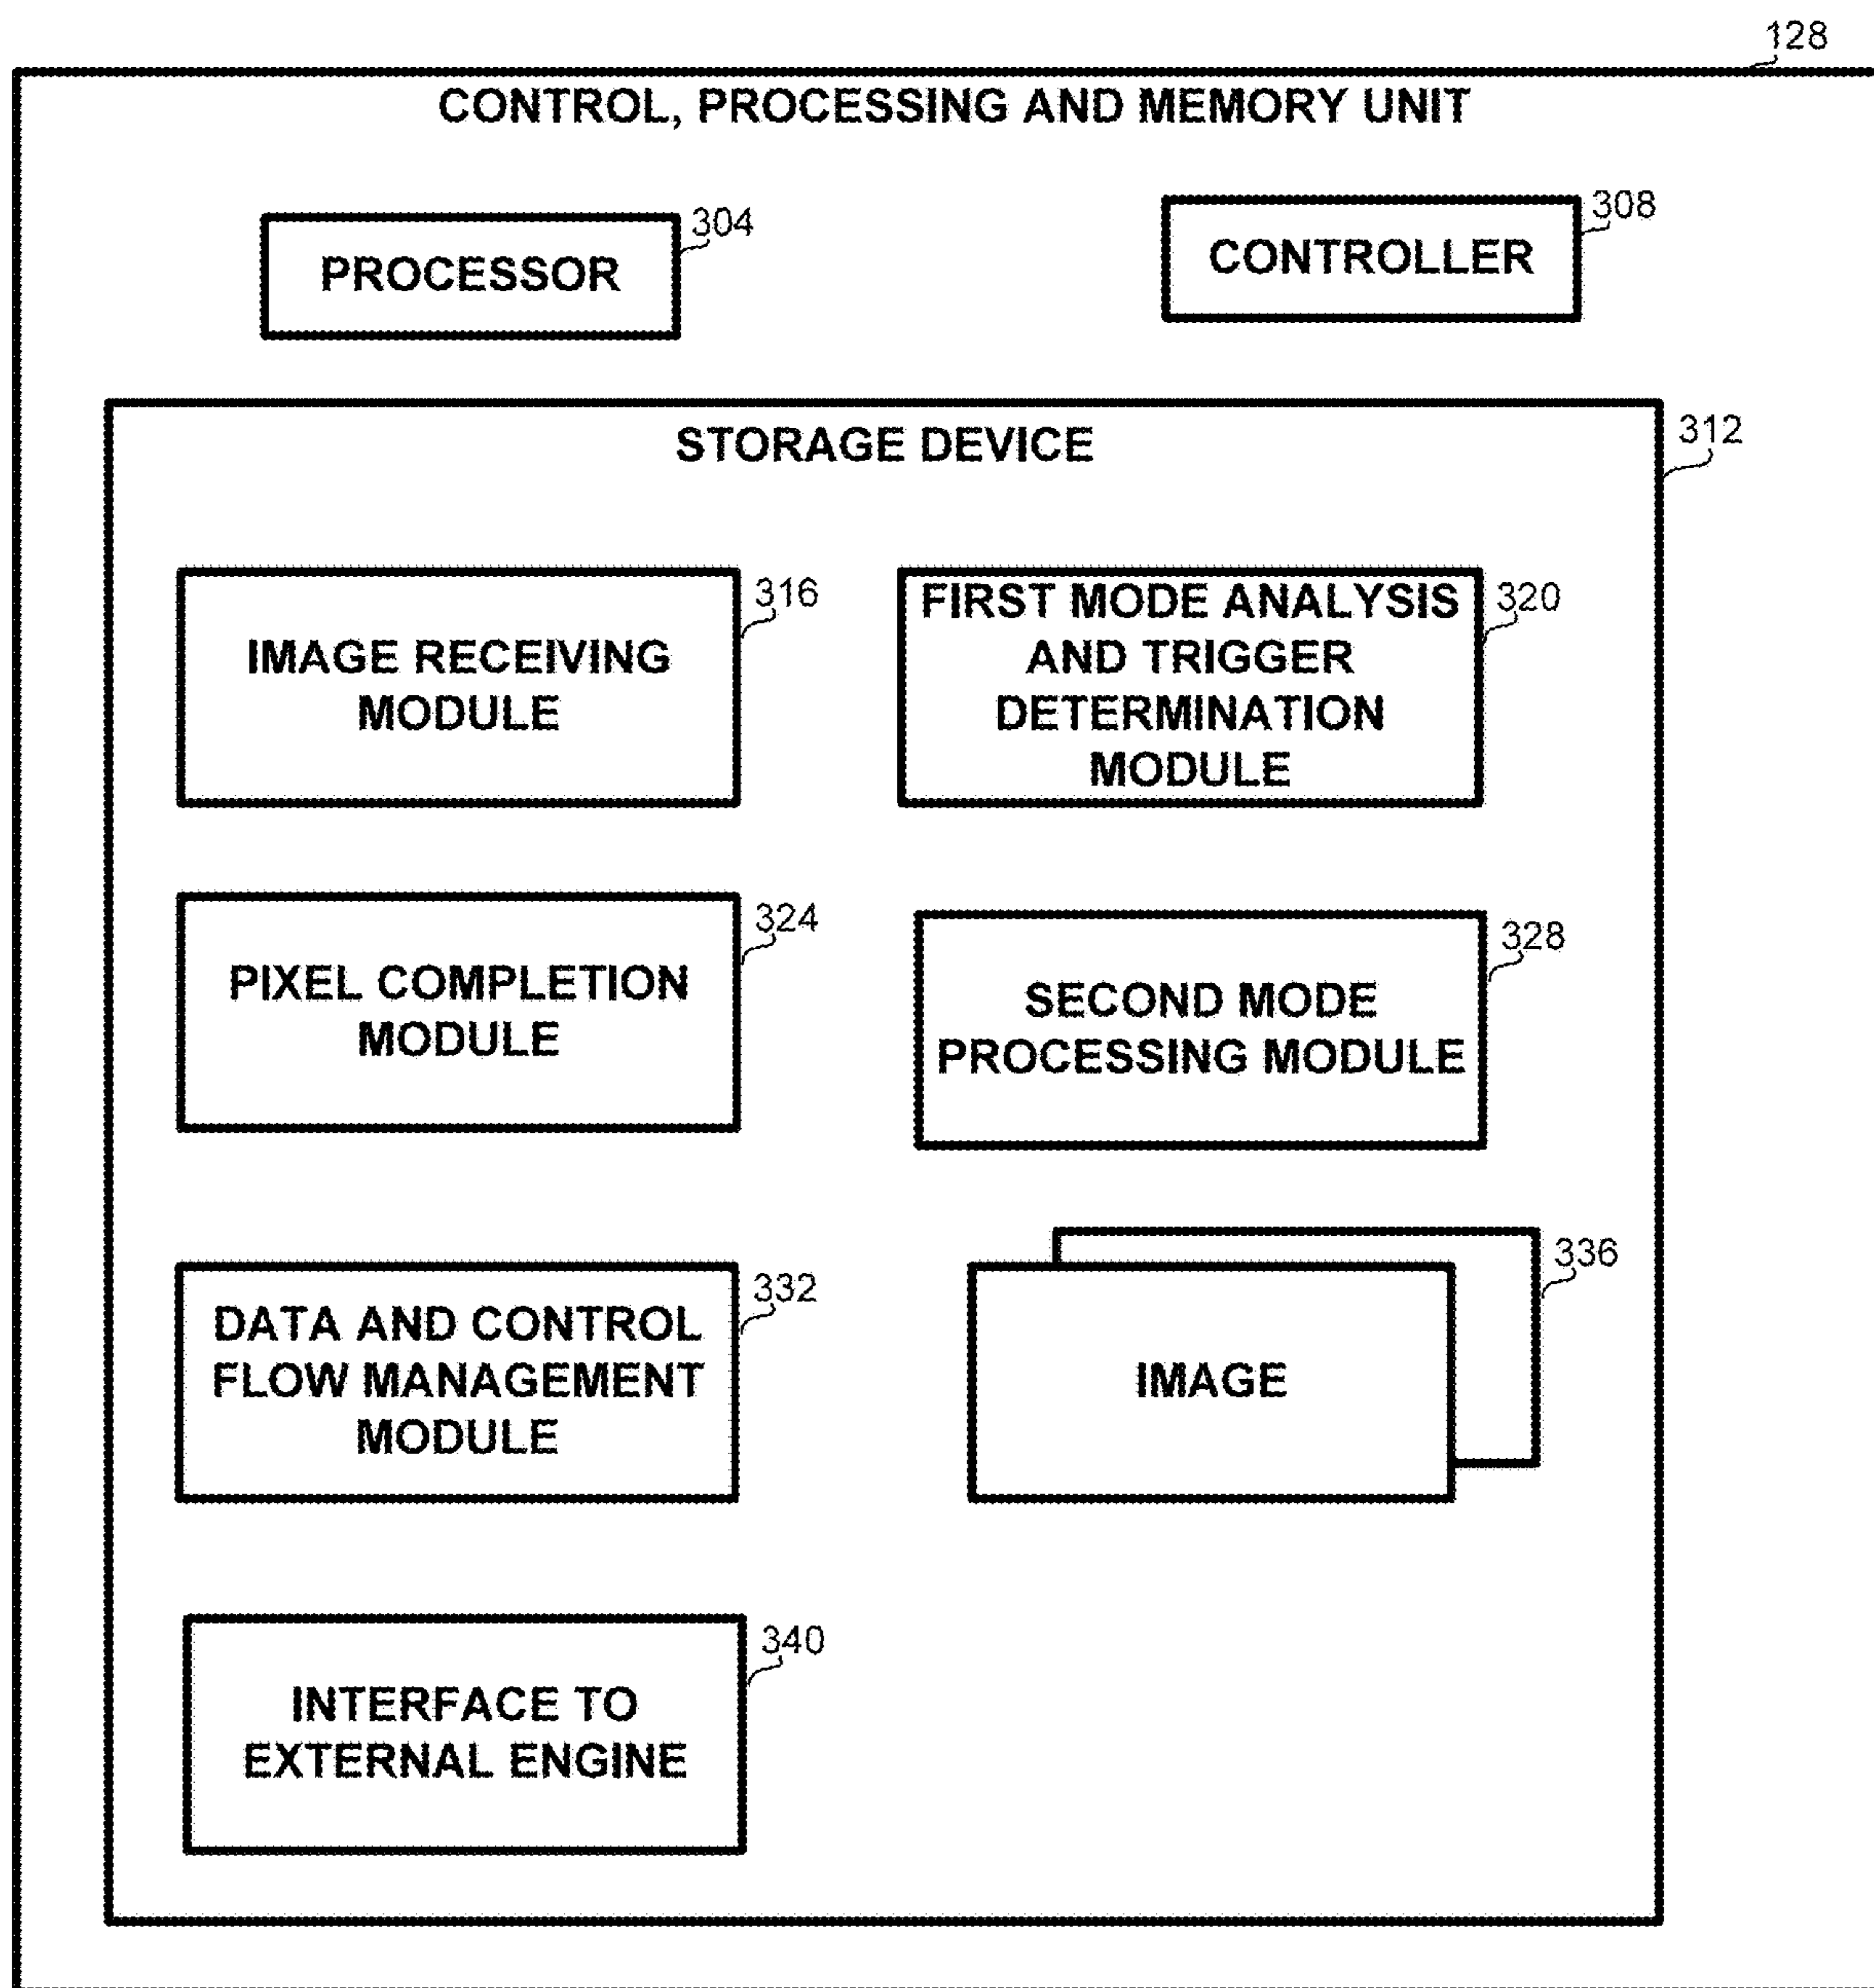 128
CONTROL, PROCESSING AND MEMORY UNIT
304
PROCESSOR
308
CONTROLLER
312
STORAGE DEVICE
316
IMAGE RECEIVING
MODULE
320
FIRST MODE ANALYSIS
AND TRIGGER
DETERMINATION
MODULE
324
PIXEL COMPLETION
MODULE
328
SECOND MODE
PROCESSING MODULE
332
DATA AND CONTROL
FLOW MANAGEMENT
MODULE
336
IMAGE
340
INTERFACE TO
EXTERNAL ENGINE